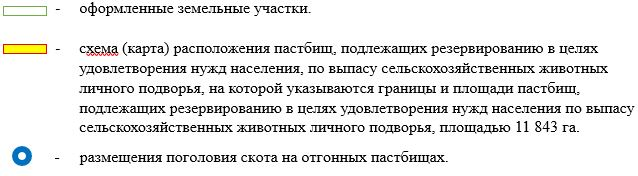 - оформленные земельные участки.
- схема (карта) расположения пастбищ, подлежащих резервированию в целях
удовлетворения нужд населения, по выпасу сельскохозяйственных животных
личного подворья, на которой указываются границы и площади пастбищ,
подлежащих резервированию в целях удовлетворения нужд населения по выпасу
сельскохозяйственных животных личного подворья, площадью 11 843 га.
- размещения поголовия скота на отгонных пастбищах.